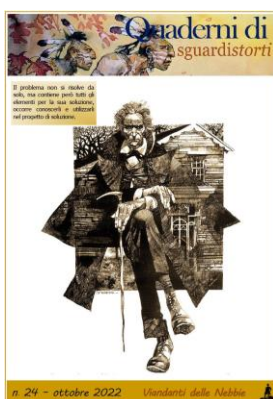 Quaderni di
sguardistorti
Il problema non si risolve da
solo, ma contiene però tutti gli
elementi per la sua soluzione,
occorre conoscerli e utilizzarli
nel progetto di soluzione.
n 24 - ottobre 2022 Viandanti delle Nebbie